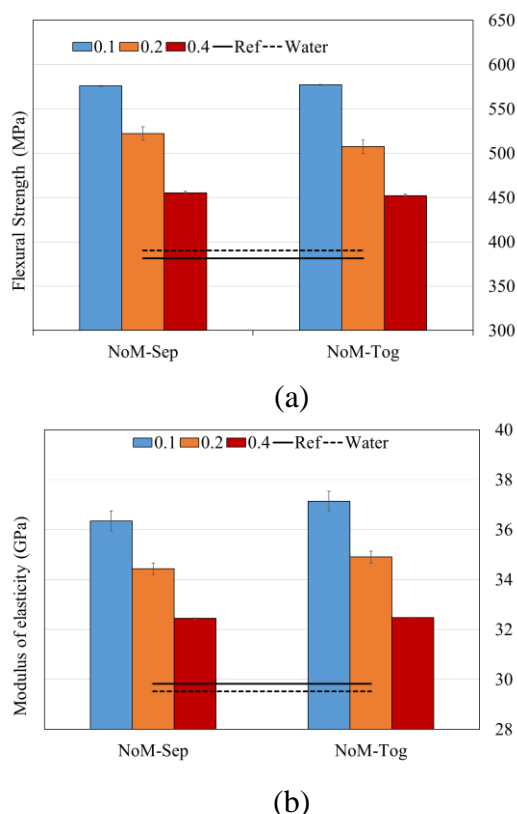 0.1 0.2 0.4 Ref Water
Flexural Strength (MPa)
650
600
550
500
450
400
350
300
NoM-Sep NoM-Tog
(a)
0.1 0.2 0.4 Ref Water
Modulus of elasticity (GPa)
40
38
36
34
32
30
28
NoM-Sep NoM-Tog
(b)